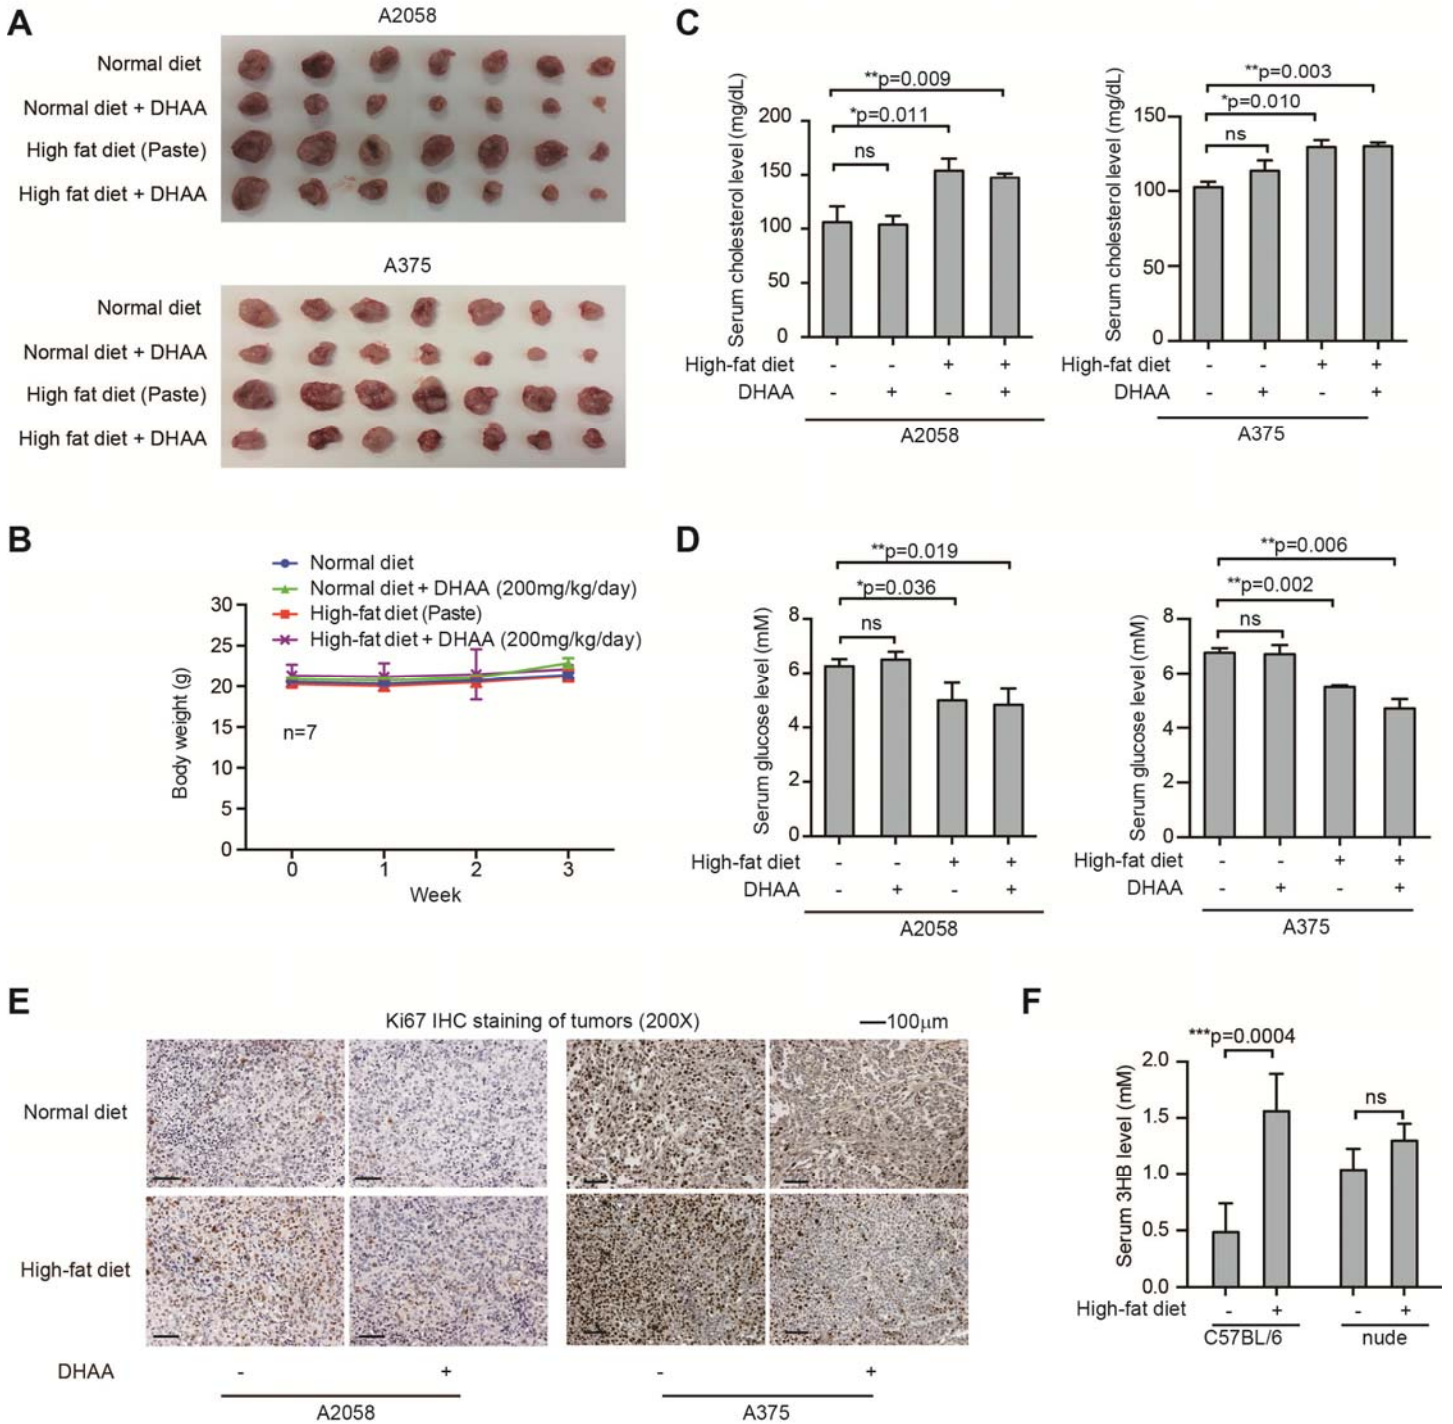 A
A2058
Normal diet
Normal diet + DHAA
High fat diet (Paste)
High fat diet + DHAA
A375
Normal diet
Normal diet + DHAA
High fat diet (Paste)
High fat diet + DHAA
B
Normal diet
Normal diet + DHAA (200mg/kg/day)
High-fat diet (Paste)
High-fat diet + DHAA (200mg/kg/day)
Body weight (g)
30
25
20
15
10
5
0
n=7
0 1 2 3
Week
C
Serum cholesterol level (mg/dL)
200
150
100
50
0
**p=0.009
*p=0.011
ns
High-fat diet - - + +
DHAA - + - +
A2058
Serum cholesterol level (mg/dL)
150
100
50
0
**p=0.003
*p=0.010
ns
High-fat diet - - + +
DHAA - + - +
A375
D
Serum glucose level (mM)
8
6
4
2
0
**p=0.019
*p=0.036
ns
High-fat diet - - + +
DHAA - + - +
A2058
Serum glucose level (mM)
8
6
4
2
0
**p=0.006
**p=0.002
ns
High-fat diet - - + +
DHAA - + - +
A375
E
Ki67 IHC staining of tumors (200X)
100μm
Normal diet
High-fat diet
DHAA - + - +
A2058 A375
F
Serum 3HB level (mM)
2.0
1.5
1.0
0.5
0.0
***p=0.0004
ns
High-fat diet - + - +
C57BL/6 nude